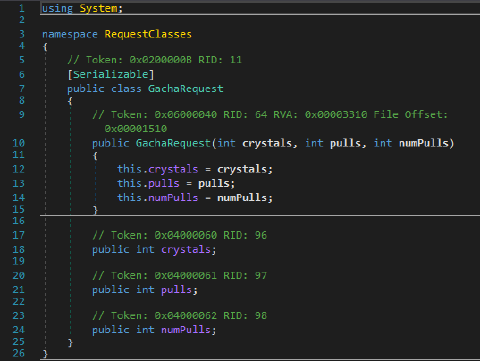 1 using System;
2
3 namespace RequestClasses
4 {
5 // Token: 0x0200000B RID: 11
6 [Serializable]
7 public class GachaRequest
8 {
9 // Token: 0x06000040 RID: 64 RVA: 0x00003310 File Offset:
0x00001510
10 public GachaRequest(int crystals, int pulls, int numPulls)
11 {
12 this.crystals = crystals;
13 this.pulls = pulls;
14 this.numPulls = numPulls;
15 }
16
17 // Token: 0x04000060 RID: 96
18 public int crystals;
19
20 // Token: 0x04000061 RID: 97
21 public int pulls;
22
23 // Token: 0x04000062 RID: 98
24 public int numPulls;
25 }
26 }